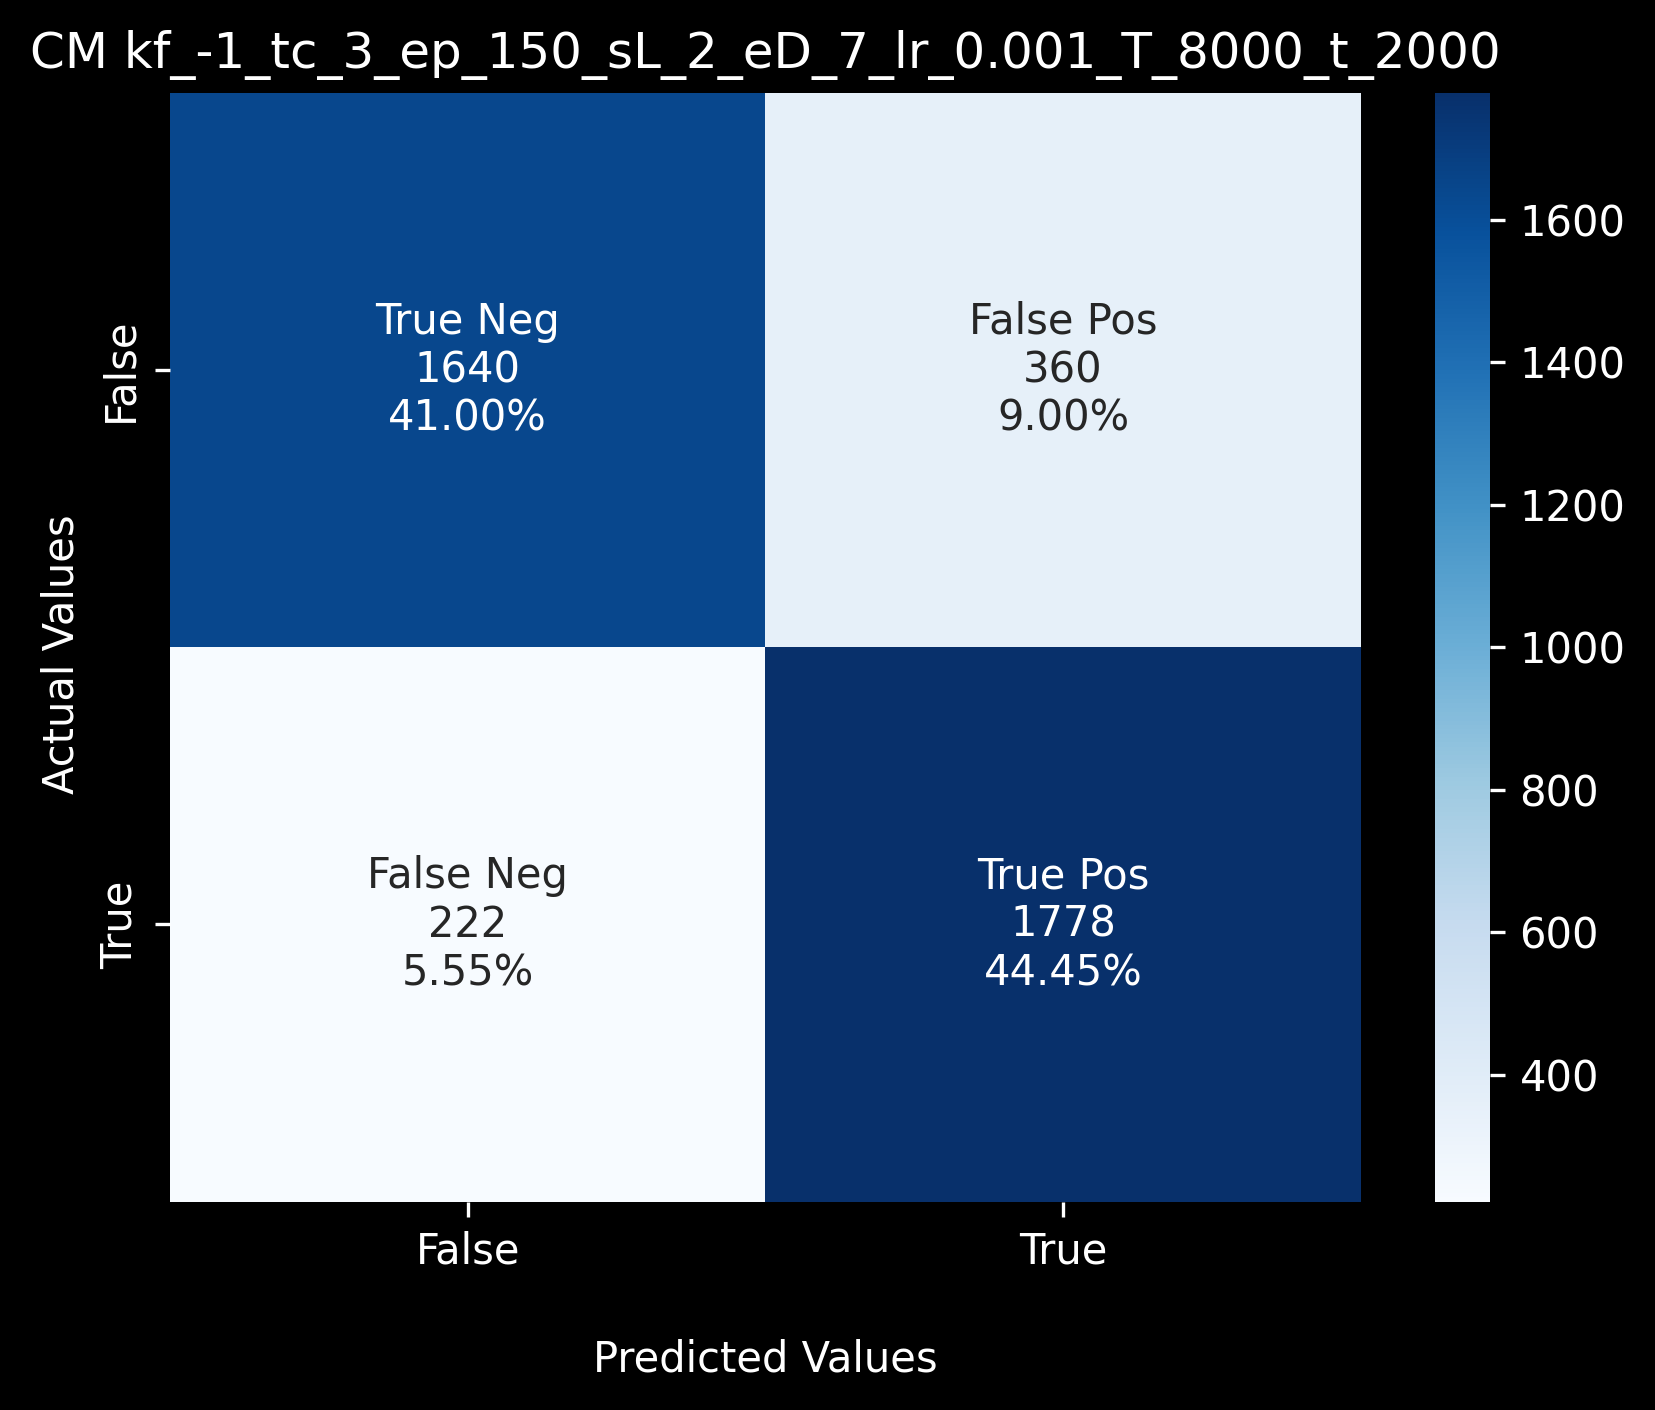 CM kf_-1_tc_3_ep_150_sL_2_eD_7_lr_0.001_T_8000_t_2000
Actual Values
False
True
True Neg
1640
41.00%
False Pos
360
9.00%
False Neg
222
5.55%
True Pos
1778
44.45%
False
True
Predicted Values
1600
1400
1200
1000
800
600
400